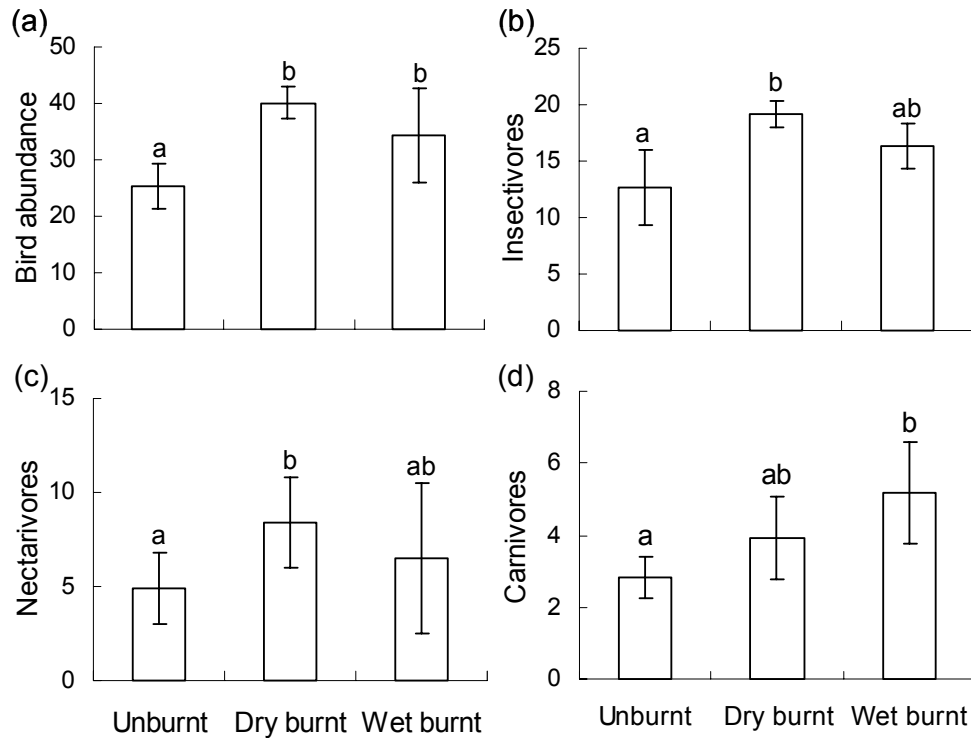 (a)
Bird abundance
50
40
30
20
10
0
a
b
b
(b)
Insectivores
25
20
15
10
5
0
a
b
ab
(c)
Nectarivores
15
10
5
0
a
b
ab
Unburnt Dry burnt Wet burnt
(d)
Carnivores
8
6
4
2
0
a
ab
b
Unburnt Dry burnt Wet burnt